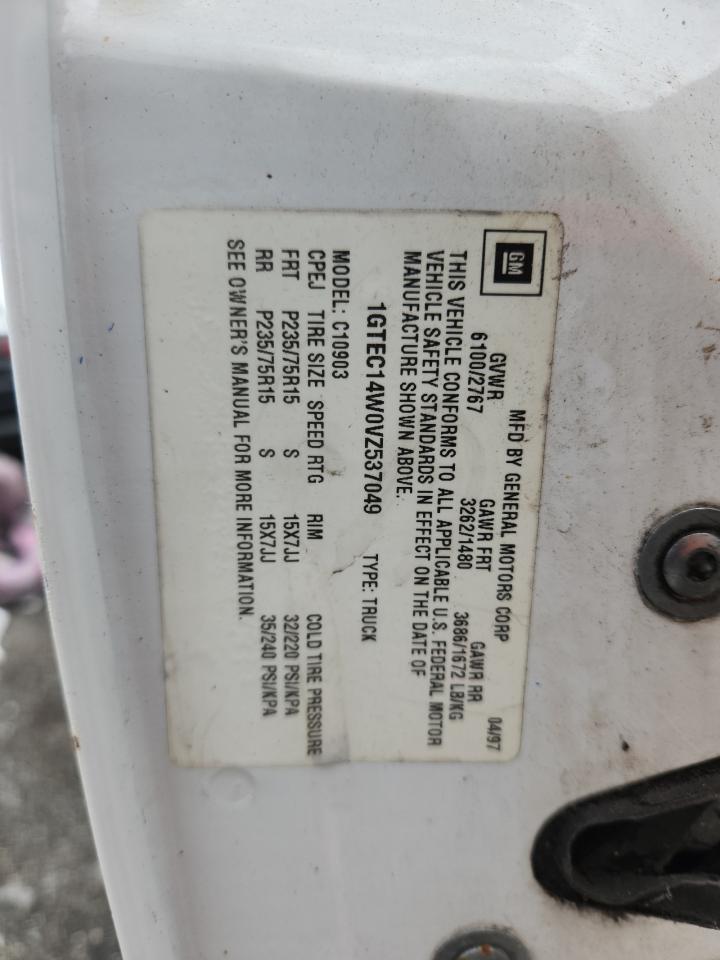 GM
MFD BY GENERAL MOTORS CORP 04/97
GVWR GAWR FRT GAWR RR
6100/2767 3262/1480 3686/1672 LB/KG
THIS VEHICLE CONFORMS TO ALL APPLICABLE U.S. FEDERAL MOTOR
VEHICLE SAFETY STANDARDS IN EFFECT ON THE DATE OF
MANUFACTURE SHOWN ABOVE.
1GTEC14W0VZ537049 TYPE: TRUCK
MODEL: C10903
CPEJ TIRE SIZE SPEED RTG RIM COLD TIRE PRESSURE
FRT P235/75R15 S 15X7JJ 32/220 PSI/KPA
RR P235/75R15 S 15X7JJ 35/240 PSI/KPA
SEE OWNER'S MANUAL FOR MORE INFORMATION.